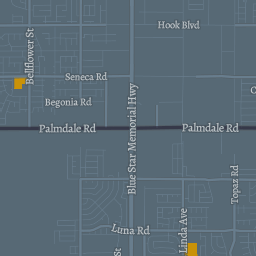 Hook Blvd
Bellflower St
Seneca Rd
Begonia Rd
Palmdale Rd
Palmdale Rd
Blue Star Memorial Hwy
Topaz Rd
Luna Rd
Linda Ave
St